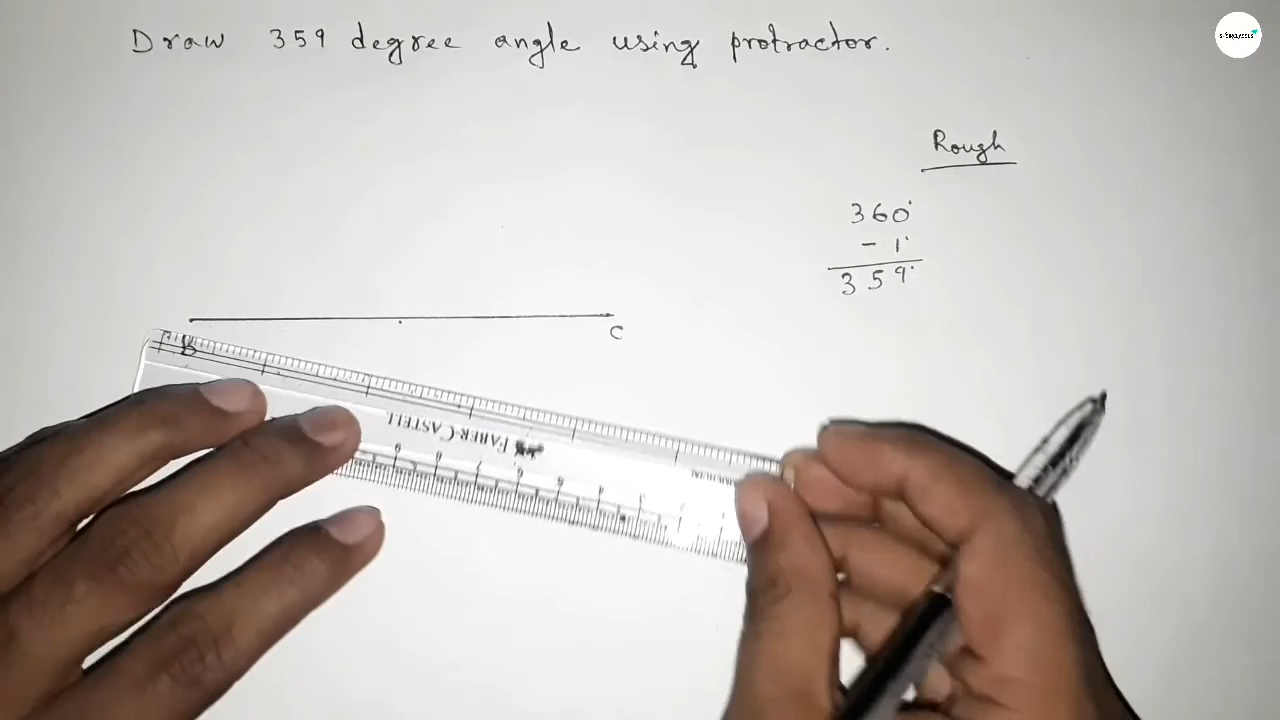 Draw 359 degree angle using protractor.
Rough
360°
- 1°
359°
C
B
FABER-CASTELL